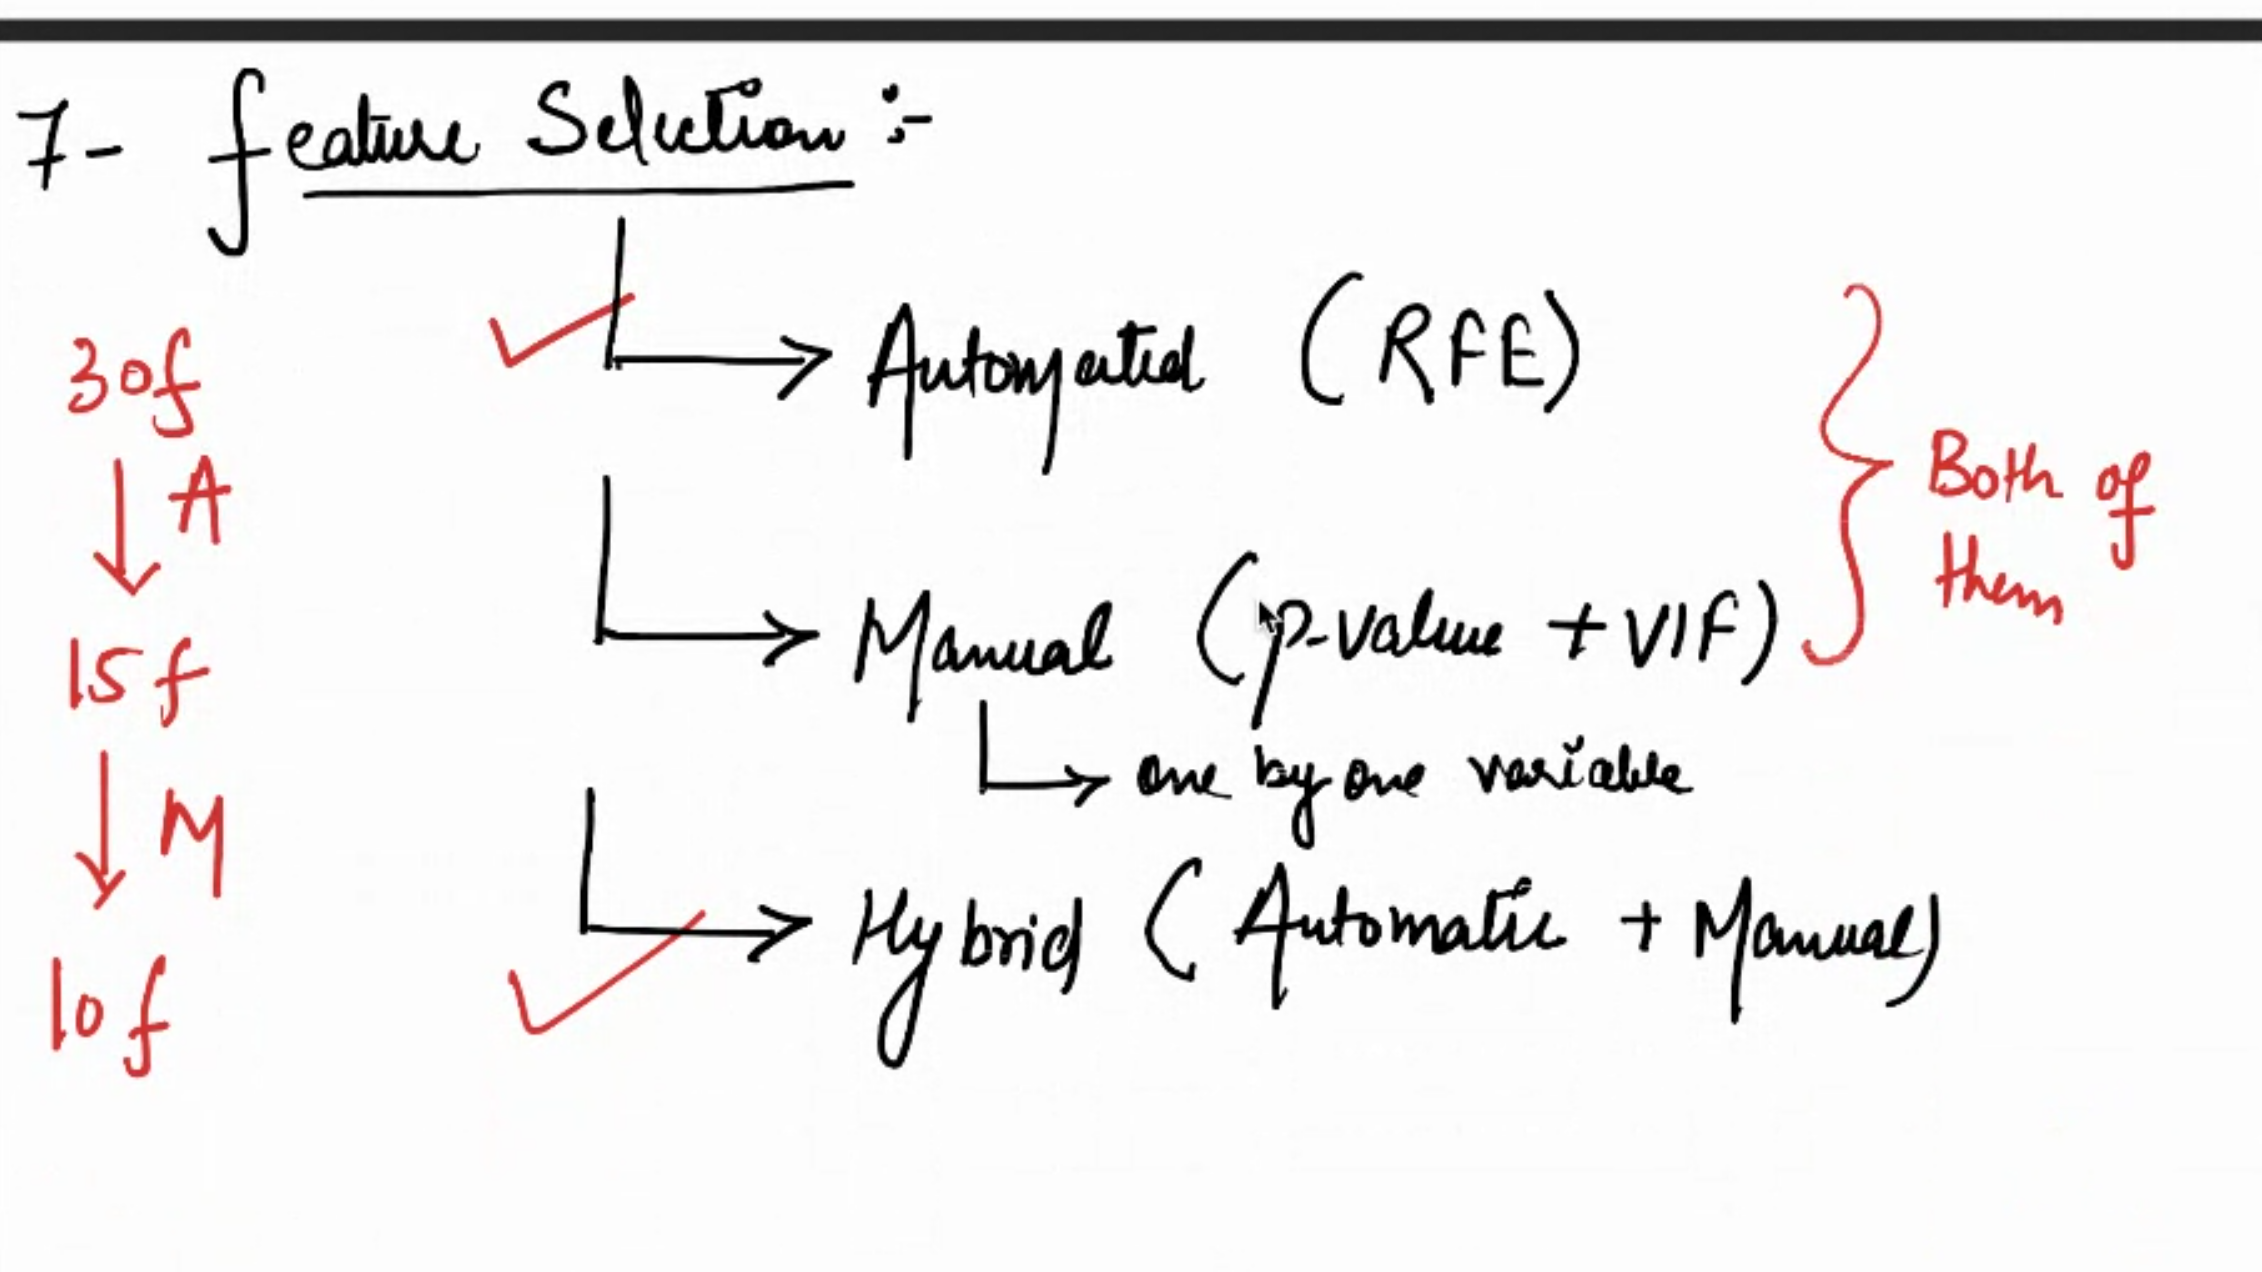 7- feature Selection :-
Automated (RFE)
Manual (p-value + VIF)
one by one variable
Hybrid (Automatic + Manual)
Both of
them
30f
A
15f
M
10f